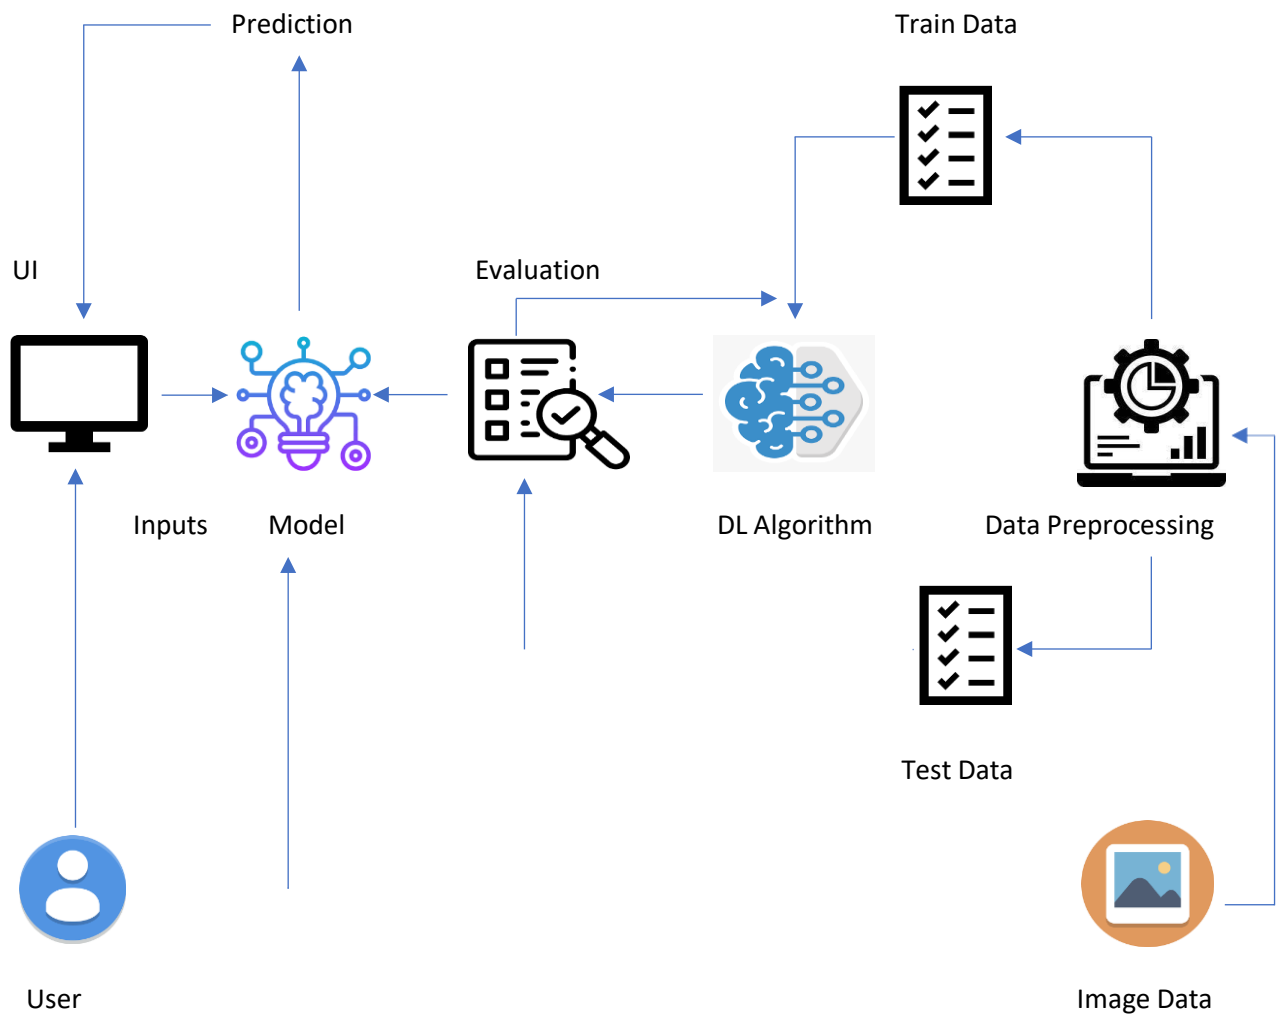 Prediction
Train Data
UI
Evaluation
Inputs
Model
DL Algorithm
Data Preprocessing
Test Data
User
Image Data